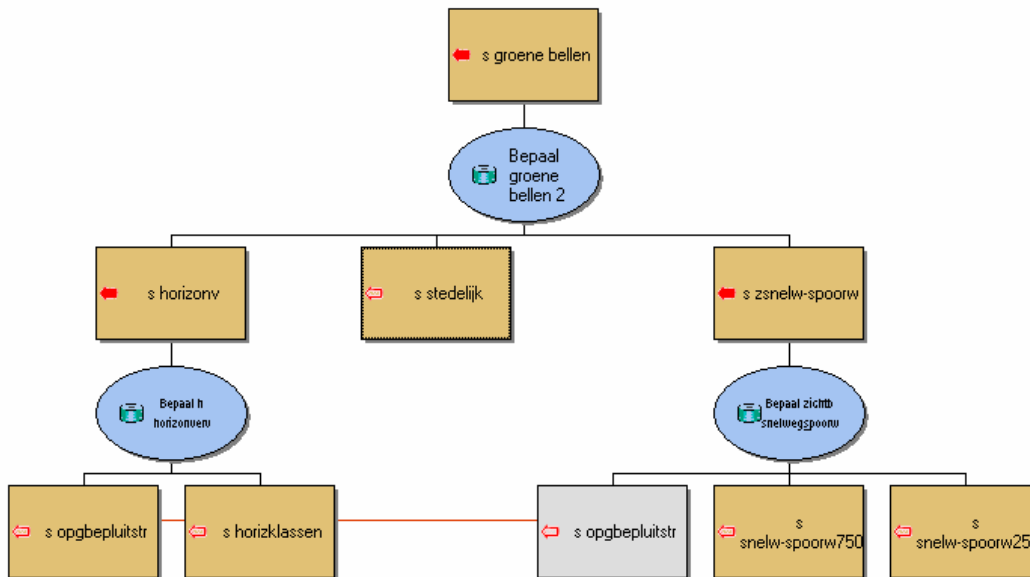 s groene bellen
Bepaal
groene
bellen 2
s horizonv
s stedelijk
s zsnelw-spoorw
Bepaal h
horizonverv
Bepaal zichtb
snelwegspoorw
s opgbepluitstr
s horizklassen
s opgbepluitstr
s
snelw-spoorw750
s
snelw-spoorw25